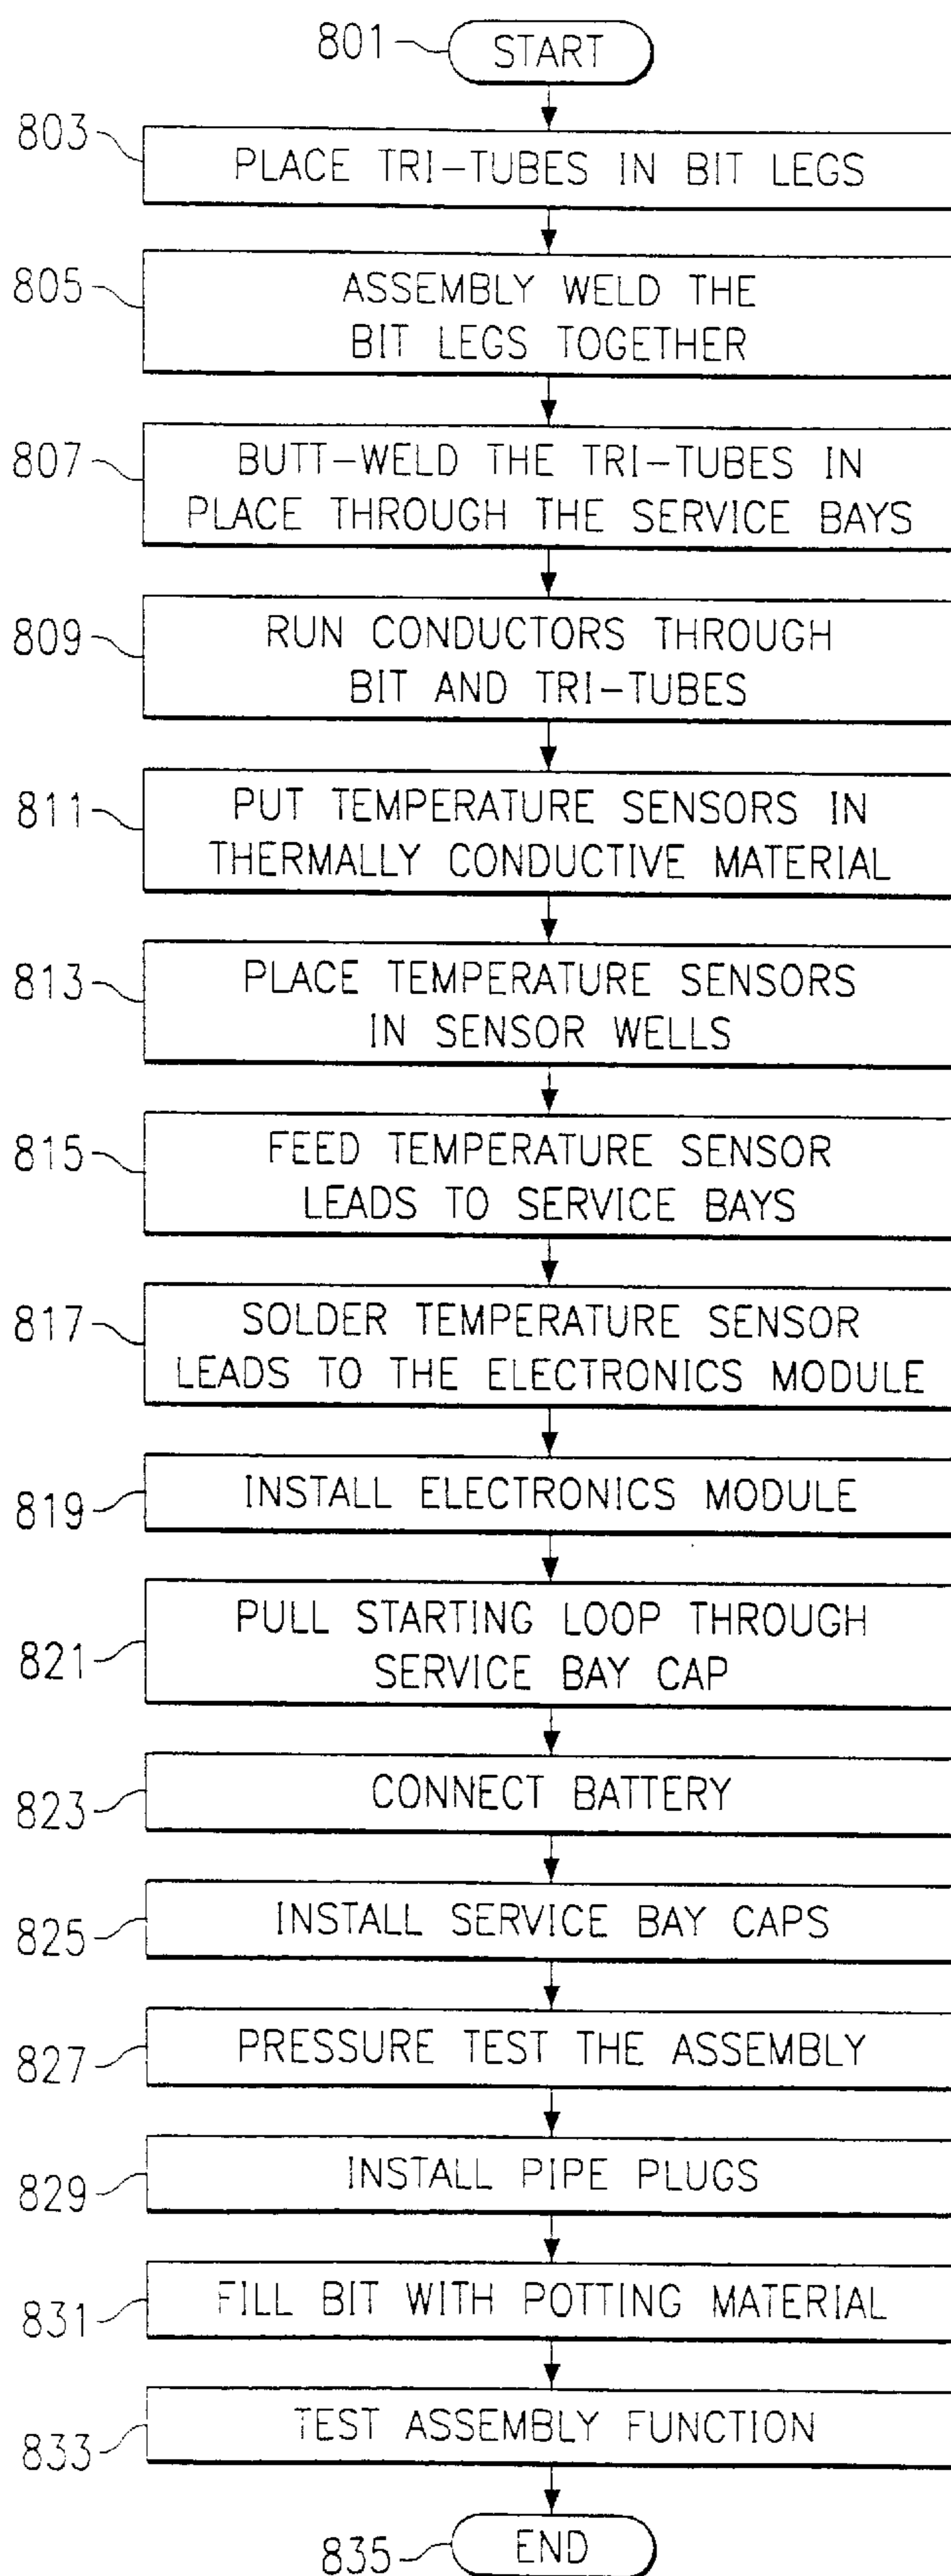 801
START
803
PLACE TRI-TUBES IN BIT LEGS
805
ASSEMBLY WELD THE
BIT LEGS TOGETHER
807
BUTT-WELD THE TRI-TUBES IN
PLACE THROUGH THE SERVICE BAYS
809
RUN CONDUCTORS THROUGH
BIT AND TRI-TUBES
811
PUT TEMPERATURE SENSORS IN
THERMALLY CONDUCTIVE MATERIAL
813
PLACE TEMPERATURE SENSORS
IN SENSOR WELLS
815
FEED TEMPERATURE SENSOR
LEADS TO SERVICE BAYS
817
SOLDER TEMPERATURE SENSOR
LEADS TO THE ELECTRONICS MODULE
819
INSTALL ELECTRONICS MODULE
821
PULL STARTING LOOP THROUGH
SERVICE BAY CAP
823
CONNECT BATTERY
825
INSTALL SERVICE BAY CAPS
827
PRESSURE TEST THE ASSEMBLY
829
INSTALL PIPE PLUGS
831
FILL BIT WITH POTTING MATERIAL
833
TEST ASSEMBLY FUNCTION
835
END